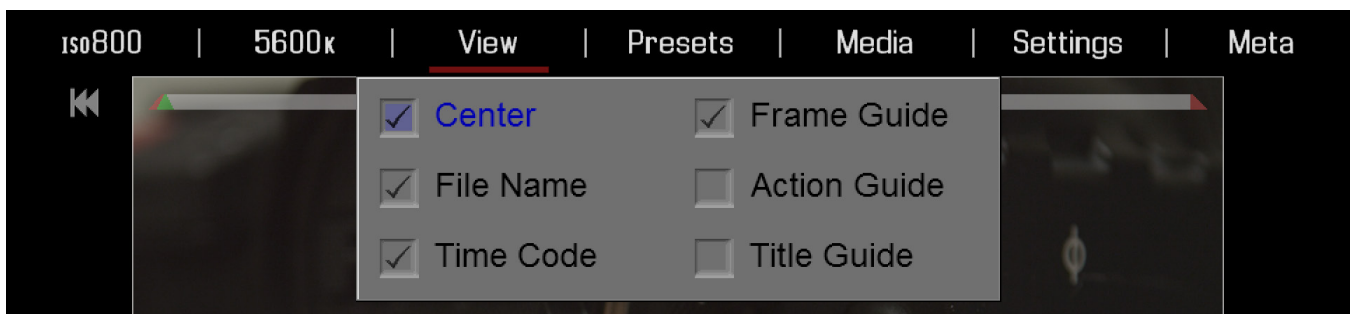 ISO800 | 5600K | View | Presets | Media | Settings | Meta
Center Frame Guide
File Name Action Guide
Time Code Title Guide